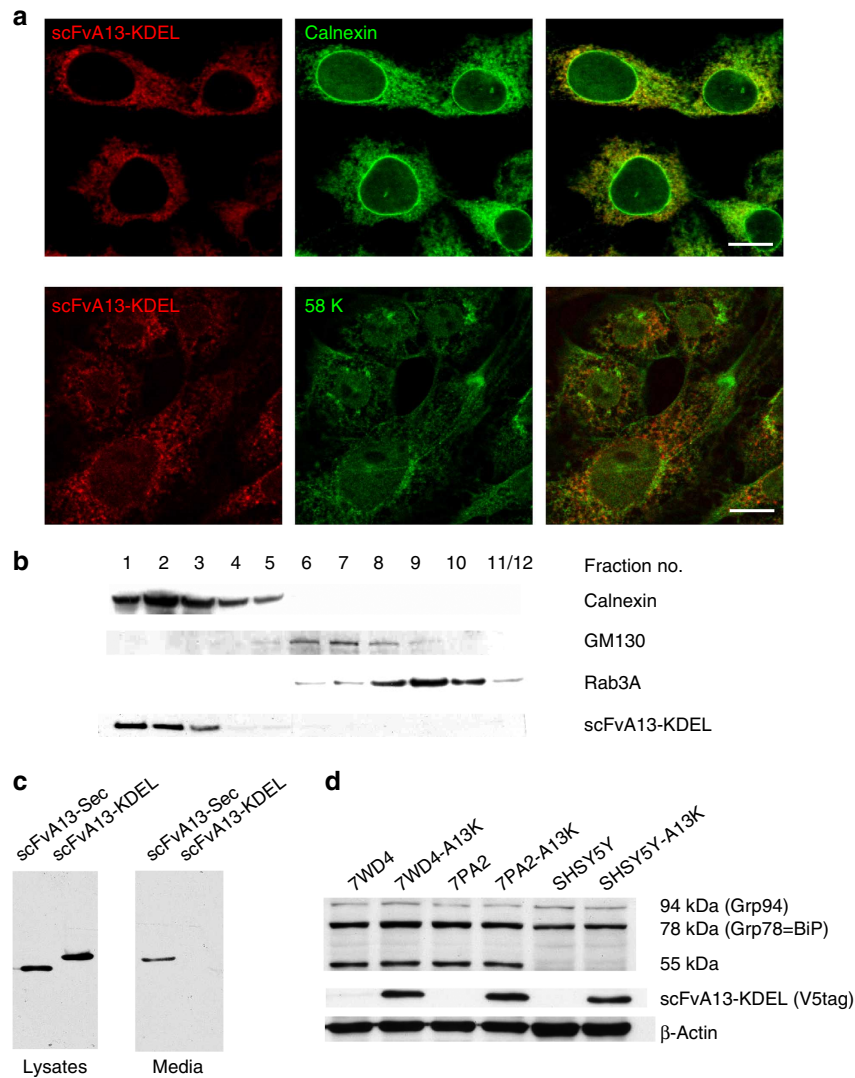 a
scFvA13-KDEL
Calnexin
scFvA13-KDEL
58 K
b
1 2 3 4 5 6 7 8 9 10 11/12 Fraction no.
Calnexin
GM130
Rab3A
scFvA13-KDEL
c
scFvA13-Sec
scFvA13-KDEL
scFvA13-Sec
scFvA13-KDEL
Lysates
Media
d
7WD4
7WD4-A13K
7PA2
7PA2-A13K
SHSY5Y
SHSY5Y-A13K
94 kDa (Grp94)
78 kDa (Grp78=BiP)
55 kDa
scFvA13-KDEL (V5tag)
β-Actin